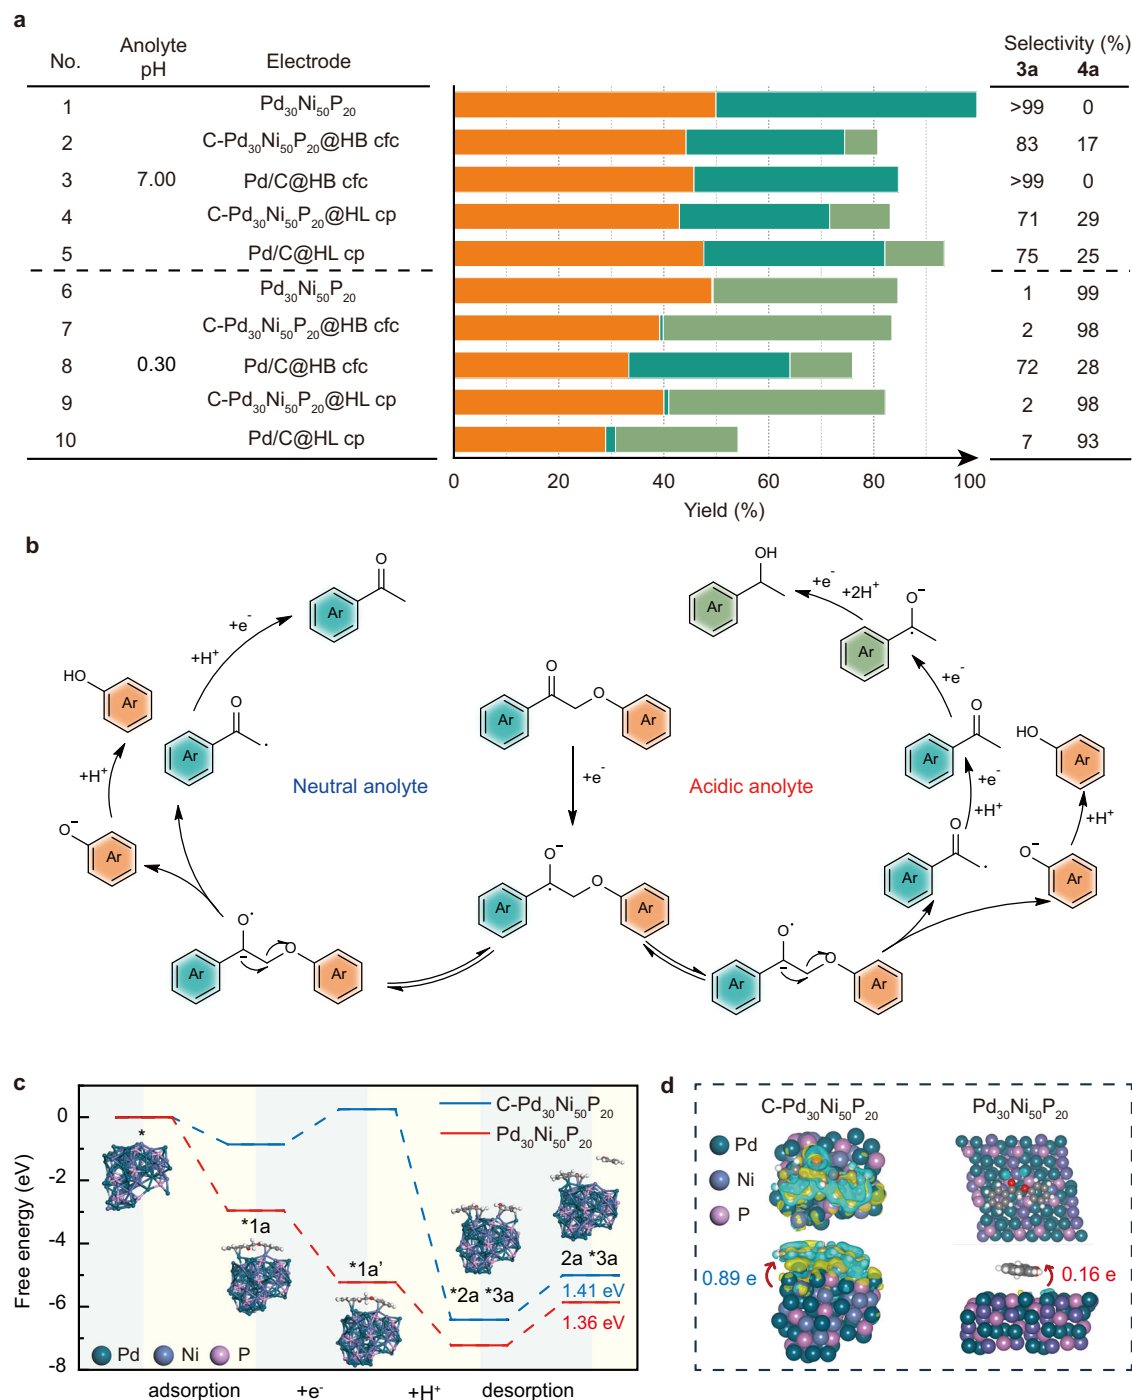 a
No. Anolyte pH Electrode Selectivity (%)
3a 4a
1 Pd30Ni50P20 >99 0
2 C-Pd30Ni50P20@HB cfc 83 17
3 7.00 Pd/C@HB cfc >99 0
4 C-Pd30Ni50P20@HL cp 71 29
5 Pd/C@HL cp 75 25
6 Pd30Ni50P20 1 99
7 C-Pd30Ni50P20@HB cfc 2 98
8 0.30 Pd/C@HB cfc 72 28
9 C-Pd30Ni50P20@HL cp 2 98
10 Pd/C@HL cp 7 93
0 20 40 60 80 100
Yield (%)
b
O
Ar
+e-
+H+
HO
Ar
O
Ar
+H+
O-
Ar
O•
O
Ar
Ar
Neutral anolyte
O
O
Ar
Ar
+e-
O-
O
Ar
Ar
Acidic anolyte
OH
Ar
+e-
+2H+
O-
Ar
+e-
O
Ar
+e-
+H+
O
Ar
HO
Ar
+H+
O-
Ar
O•
O
Ar
Ar
c
Free energy (eV)
0
-2
-4
-6
-8
C-Pd30Ni50P20
Pd30Ni50P20
*
*1a
*1a'
*2a *3a
2a *3a
1.41 eV
1.36 eV
Pd Ni P
adsorption +e- +H+ desorption
d
C-Pd30Ni50P20 Pd30Ni50P20
Pd
Ni
P
0.89 e
0.16 e